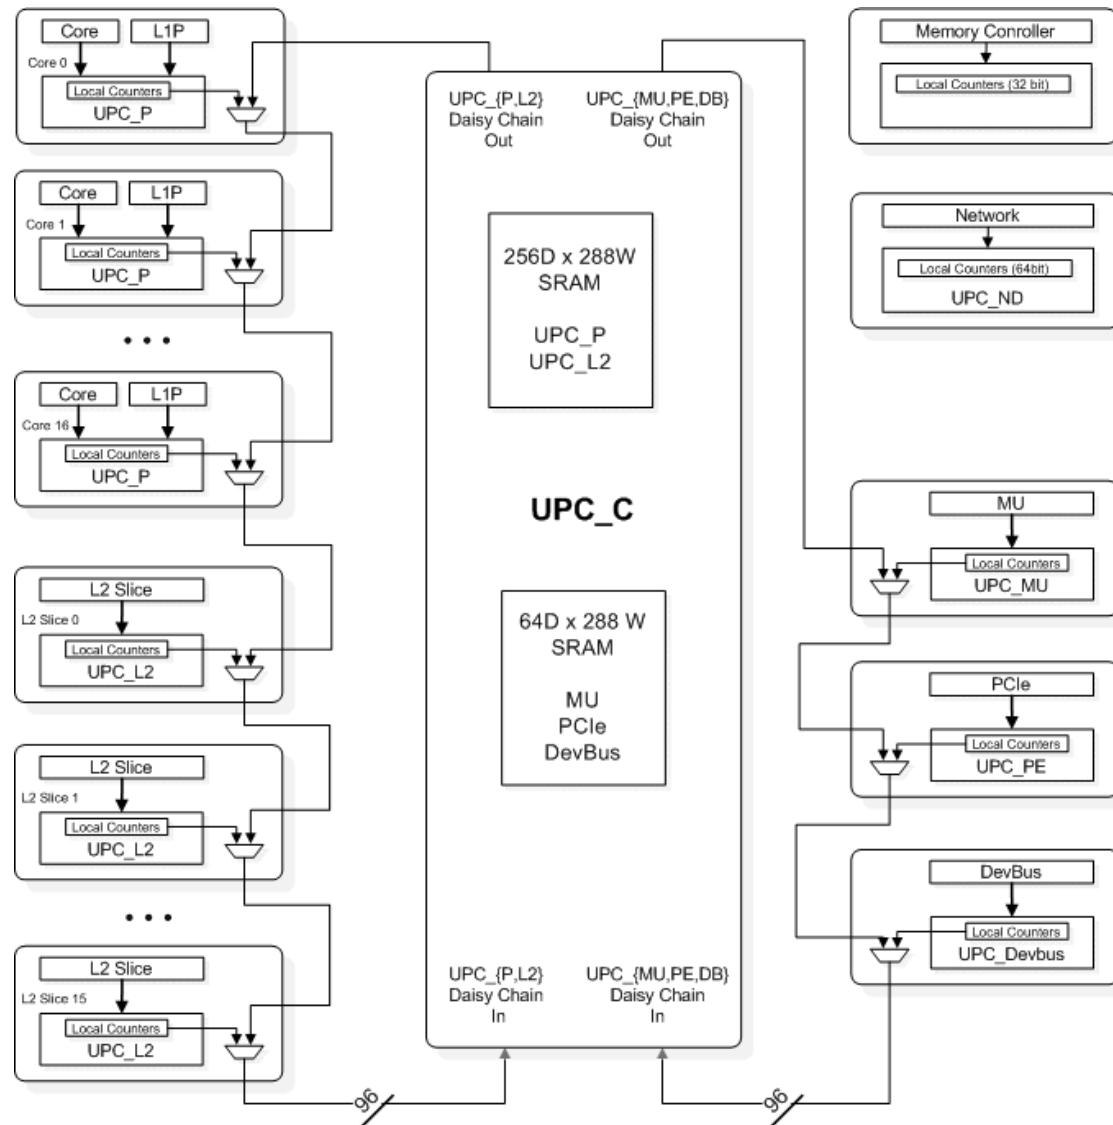 Core
L1P
Core 0
Local Counters
UPC_P
Core
L1P
Core 1
Local Counters
UPC_P
• • •
Core
L1P
Core 16
Local Counters
UPC_P
L2 Slice
L2 Slice 0
Local Counters
UPC_L2
L2 Slice
L2 Slice 1
Local Counters
UPC_L2
• • •
L2 Slice
L2 Slice 15
Local Counters
UPC_L2
96
UPC_{P,L2}
Daisy Chain
Out
UPC_{MU,PE,DB}
Daisy Chain
Out
256D x 288W
SRAM
UPC_P
UPC_L2
UPC_C
64D x 288 W
SRAM
MU
PCIe
DevBus
UPC_{P,L2}
Daisy Chain
In
UPC_{MU,PE,DB}
Daisy Chain
In
Memory Conroller
Local Counters (32 bit)
Network
Local Counters (64bit)
UPC_ND
MU
Local Counters
UPC_MU
PCIe
Local Counters
UPC_PE
DevBus
Local Counters
UPC_Devbus
96